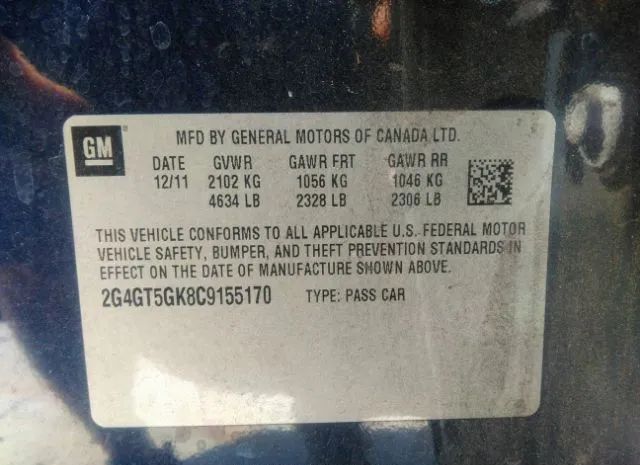 GM
MFD BY GENERAL MOTORS OF CANADA LTD.
DATE GVWR GAWR FRT GAWR RR
12/11 2102 KG 1056 KG 1046 KG
4634 LB 2328 LB 2306 LB
THIS VEHICLE CONFORMS TO ALL APPLICABLE U.S. FEDERAL MOTOR
VEHICLE SAFETY, BUMPER, AND THEFT PREVENTION STANDARDS IN
EFFECT ON THE DATE OF MANUFACTURE SHOWN ABOVE.
2G4GT5GK8C9155170 TYPE: PASS CAR